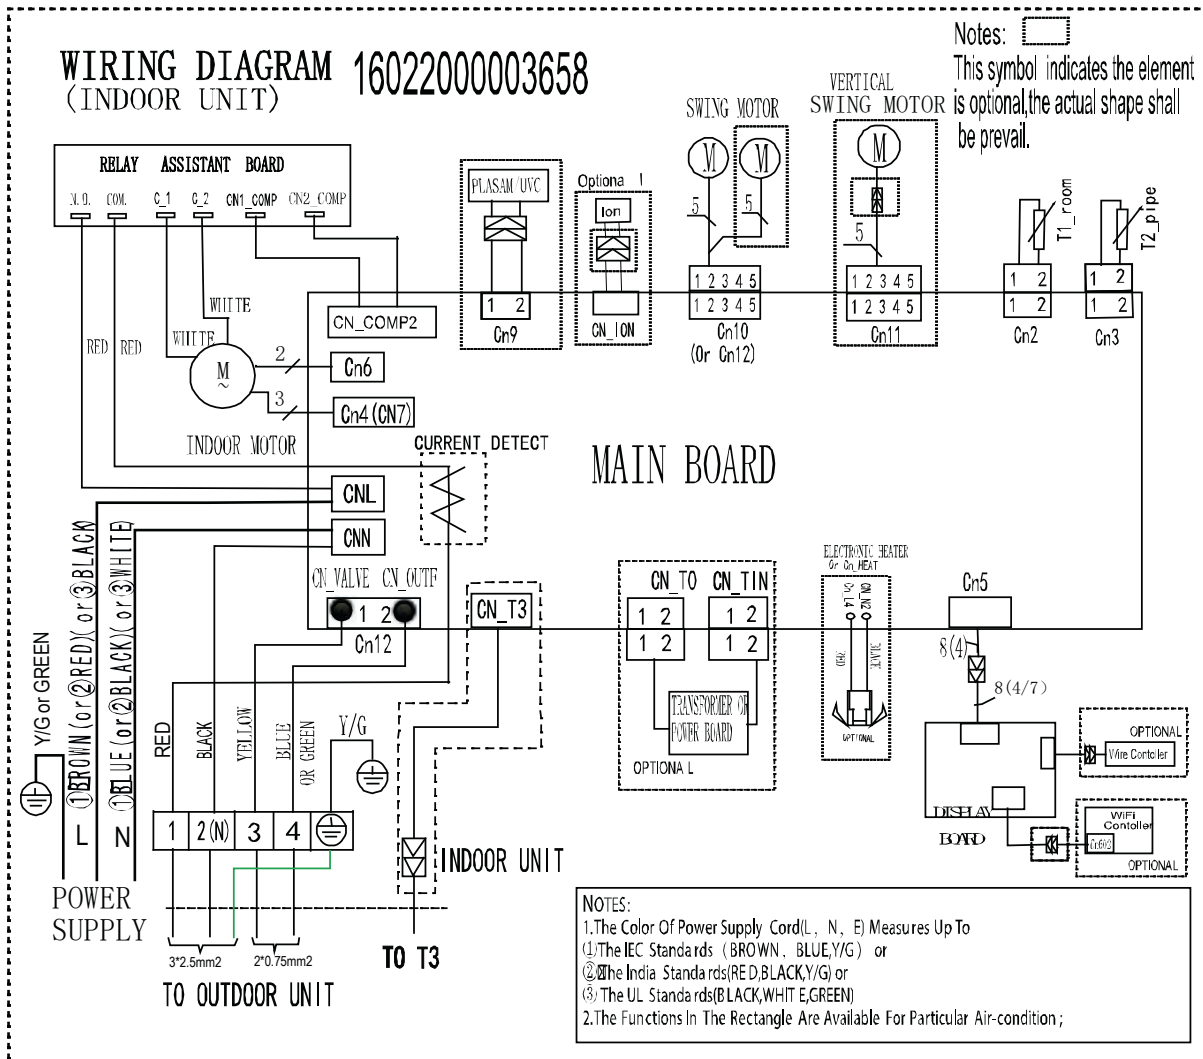 WIRING DIAGRAM 16022000003658
(INDOOR UNIT)
Notes:
This symbol indicates the element
is optional,the actual shape shall
be prevail.
RELAY ASSISTANT BOARD
N.O. COM. C_1 C_2 CN1_COMP CN2_COMP
PLASAM/UVC
1 2
Cn9
Optiona l
Ion
CN_ION
SWING MOTOR
M
M
5
5
1 2 3 4 5
1 2 3 4 5
Cn10
(Or Cn12)
VERTICAL
SWING MOTOR
M
5
1 2 3 4 5
1 2 3 4 5
Cn11
T1_room
1 2
1 2
Cn2
T2_pipe
1 2
1 2
Cn3
RED
RED
WIITE
WIITE
M
~
INDOOR MOTOR
CN_COMP2
2
Cn6
3
Cn4(CN7)
CURRENT DETECT
MAIN BOARD
CNL
CNN
CN_VALVE CN_OUTF
1 2
Cn12
CN_T3
CN_TO CN_TIN
1 2
1 2
1 2
1 2
TRANSFORMER OR
POWER BOARD
OPTIONA L
ELECTRONIC HEATER
Or Cn_HEAT
Cn_L4
CN_N2
RED
BLACK
OPTIONAL
Cn5
8(4)
8(4/7)
DISPLAY
BOARD
OPTIONAL
Wire Contoller
WiFi
Contoller
OPTIONAL
Y/G or GREEN
①BROWN(or②RED)(or③BLACK)
①BLUE(or②BLACK)(or③WHITE)
L
N
POWER
SUPPLY
RED
BLACK
YELLOW
BLUE
OR GREEN
Y/G
1 2(N) 3 4
INDOOR UNIT
3*2.5mm2
2*0.75mm2
TO OUTDOOR UNIT
TO T3
NOTES:
1.The Color Of Power Supply Cord(L, N, E) Measures Up To
①The IEC Standards (BROWN, BLUE,Y/G) or
②The India Standards(RED,BLACK,Y/G) or
③The UL Standards(BLACK,WHITE,GREEN)
2.The Functions In The Rectangle Are Available For Particular Air-condition ;